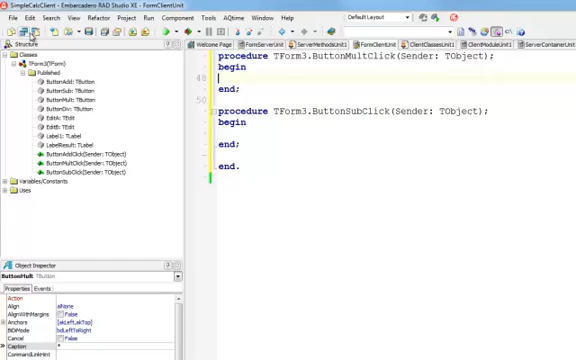 SimpleCalcClient - Embarcadero RAD Studio XE - FormClientUnit
File Edit Search View Refactor Project Run Component Tools AQtime Window Help Default Layout
Structure
Welcome Page FormServerUnit ServerMethodsUnit1 FormClientUnit ClientClassesUnit1 ClientModuleUnit1 ServerContainerUnit
Classes
TForm3(TForm)
Published
ButtonAdd: TButton
ButtonSub: TButton
ButtonMult: TButton
ButtonDiv: TButton
EditA: TEdit
EditB: TEdit
Label1: TLabel
LabelResult: TLabel
ButtonAddClick(Sender: TObject)
ButtonMultClick(Sender: TObject)
ButtonSubClick(Sender: TObject)
Variables/Constants
Uses
procedure TForm3.ButtonMultClick(Sender: TObject);
begin
48
end;
50
procedure TForm3.ButtonSubClick(Sender: TObject);
begin
end;
end.
Object Inspector
ButtonMult TButton
Properties Events
Action
Align alNone
AlignWithMargins False
Anchors [akLeft,akTop]
BiDiMode bdLeftToRight
Cancel False
Caption *
CommandLinkHint